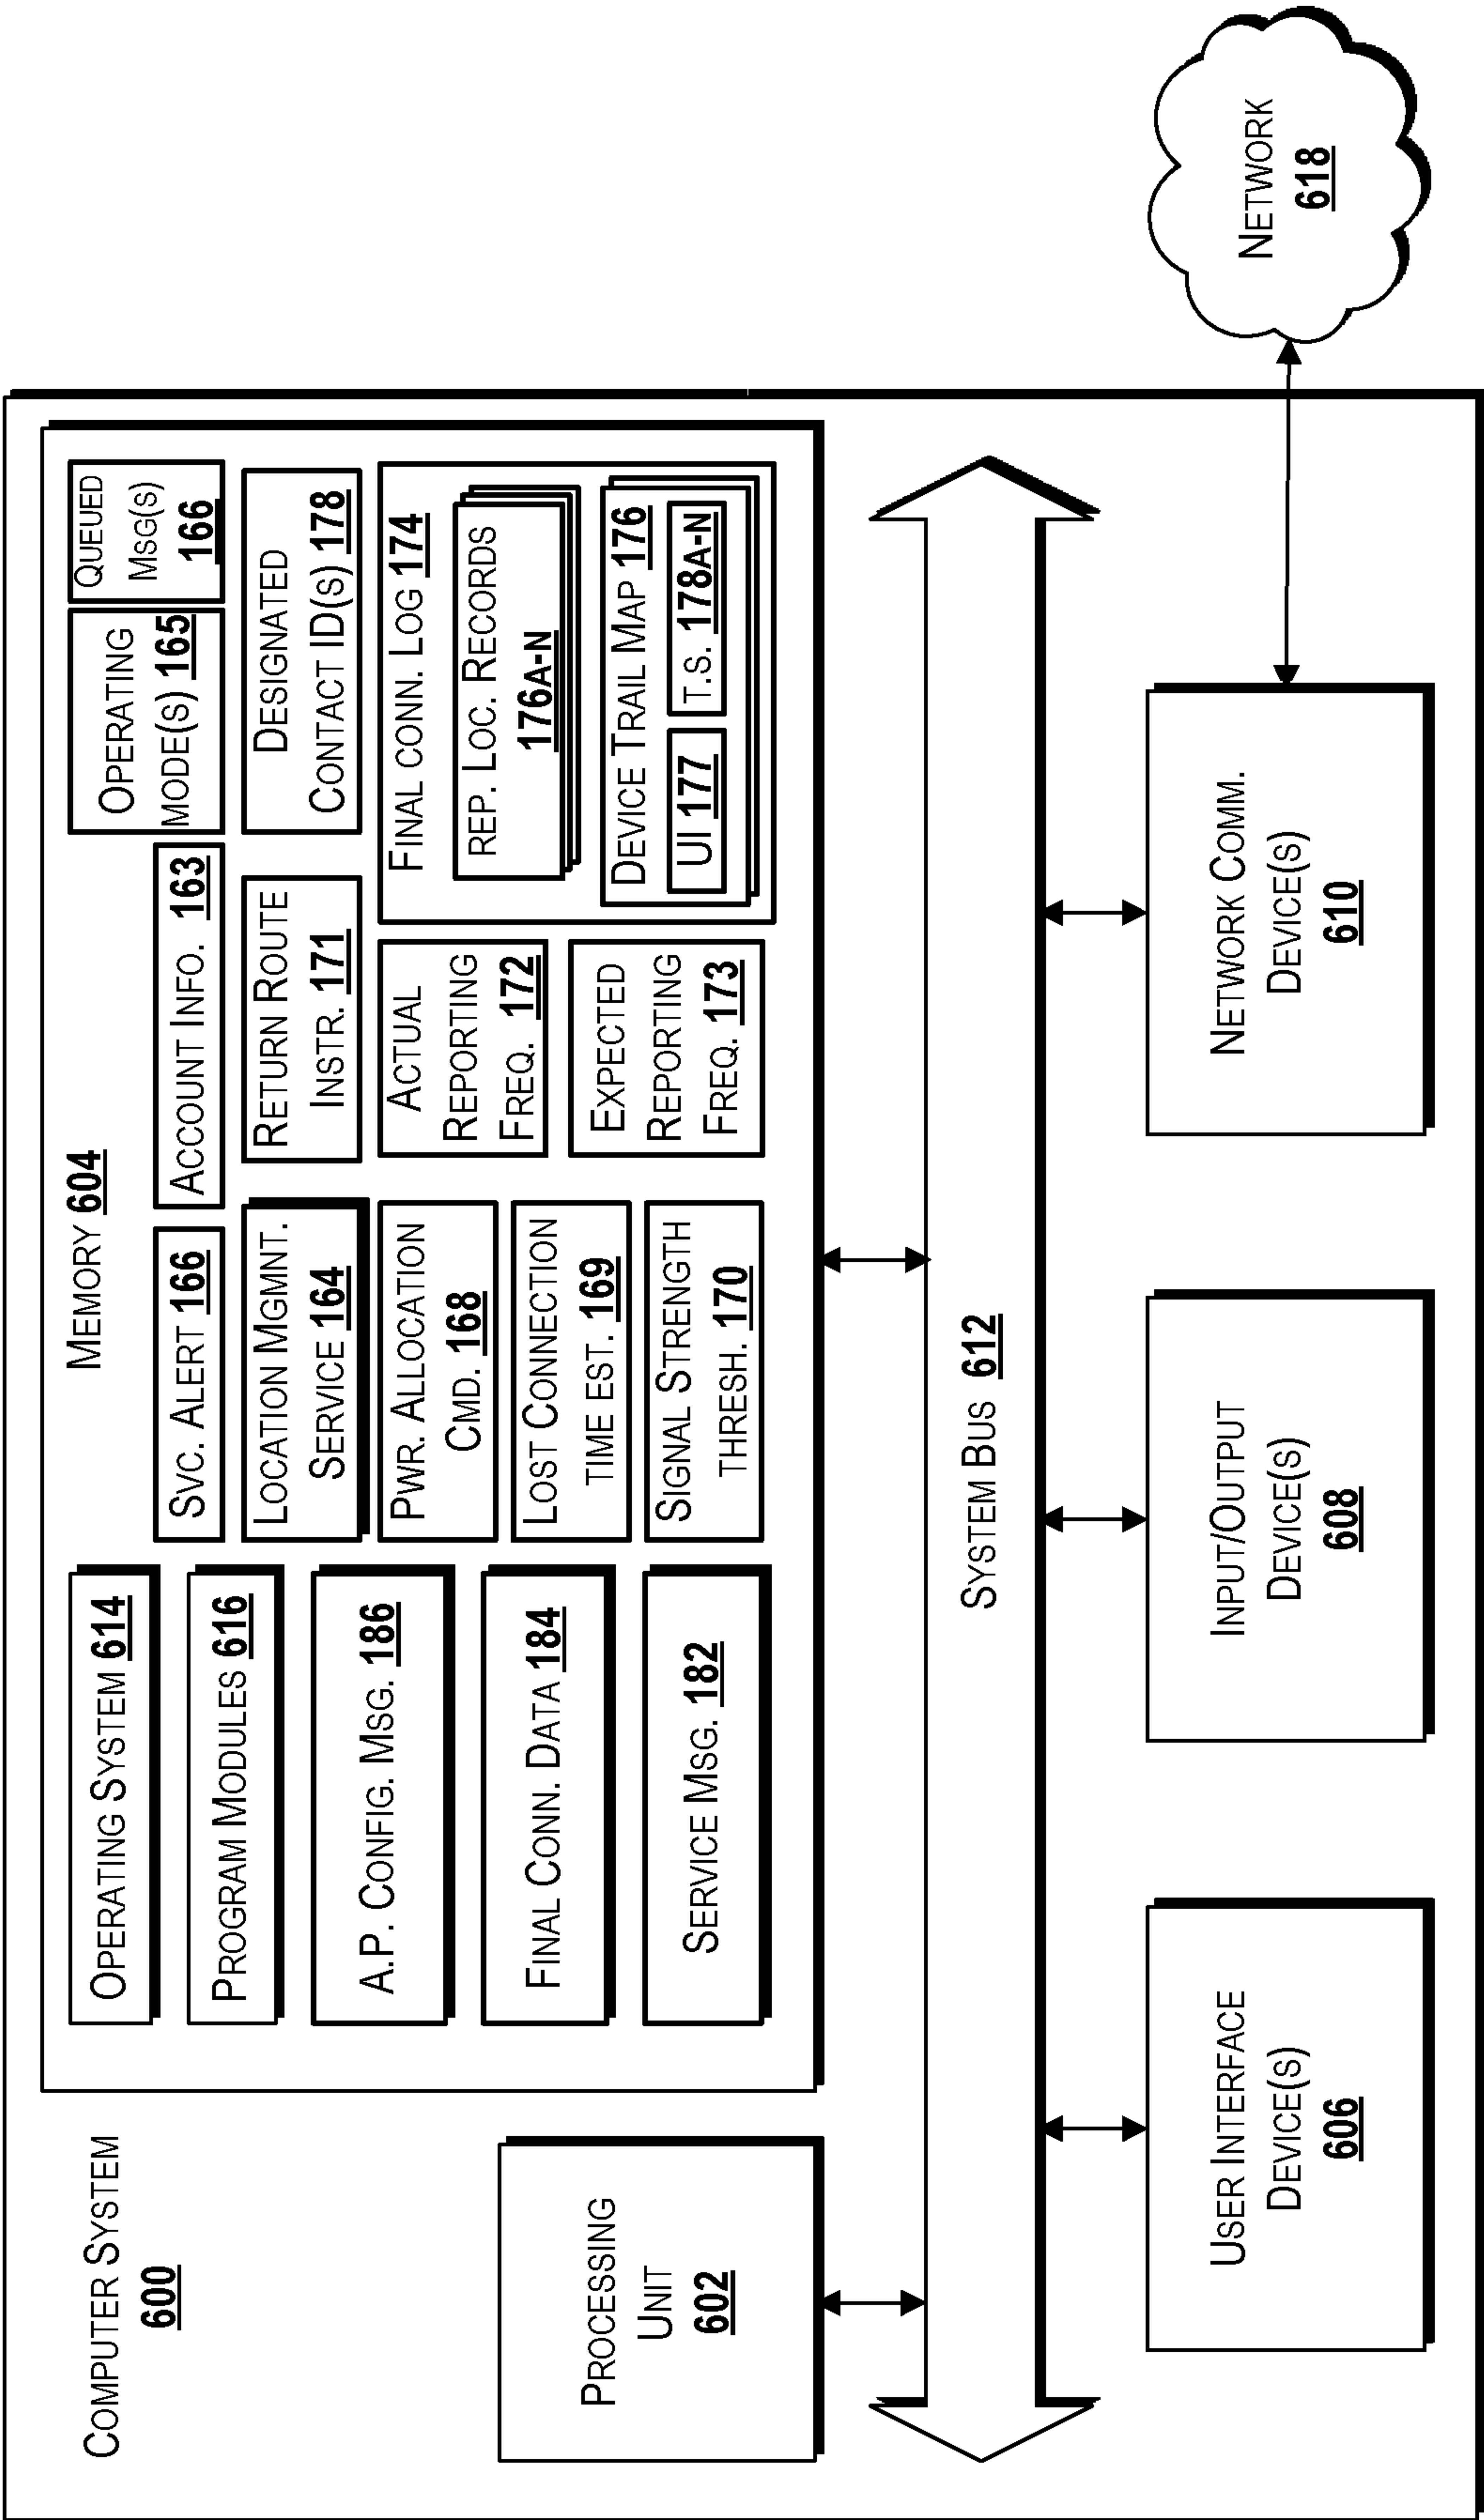 COMPUTER SYSTEM
600
PROCESSING
UNIT
602
MEMORY 604
OPERATING SYSTEM 614
PROGRAM MODULES 616
A.P. CONFIG. MSG. 186
FINAL CONN. DATA 184
SERVICE MSG. 182
SVC. ALERT 166
LOCATION MGMNT.
SERVICE 164
PWR. ALLOCATION
CMD. 168
LOST CONNECTION
TIME EST. 169
SIGNAL STRENGTH
THRESH. 170
ACCOUNT INFO. 163
RETURN ROUTE
INSTR. 171
ACTUAL
REPORTING
FREQ. 172
EXPECTED
REPORTING
FREQ. 173
OPERATING
MODE(S) 165
QUEUED
MSG(S)
166
DESIGNATED
CONTACT ID(S) 178
FINAL CONN. LOG 174
REP. LOC. RECORDS
176A-N
DEVICE TRAIL MAP 176
UI 177
T.S. 178A-N
SYSTEM BUS 612
USER INTERFACE
DEVICE(S)
606
INPUT/OUTPUT
DEVICE(S)
608
NETWORK COMM.
DEVICE(S)
610
NETWORK
618